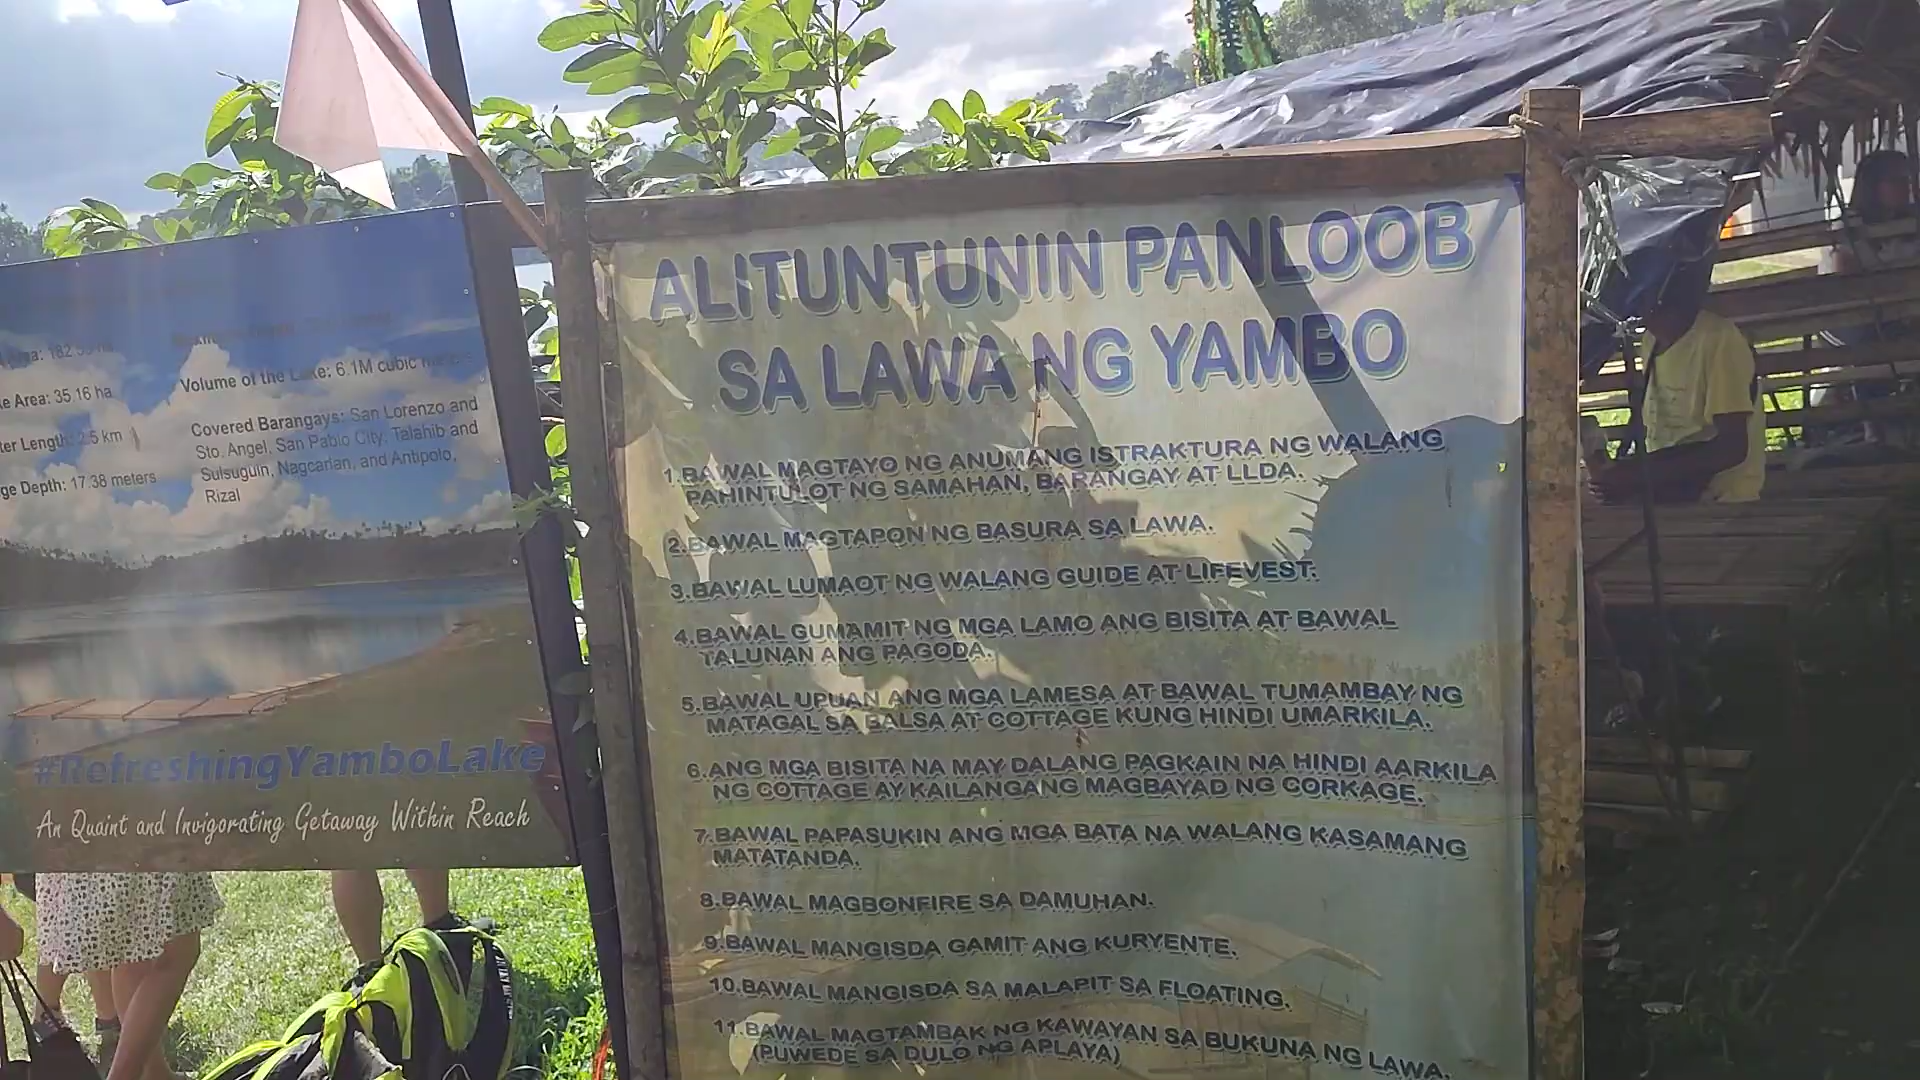 Area: 182.
Volume of the Lake: 6.1M cubic meters
Area: 35.16 ha
Covered Barangays: San Lorenzo and
Sto. Angel, San Pablo City, Talahib and
Sulsuguin, Nagcarlan, and Antipolo,
Rizal
Length: 2.5 km
Depth: 17.38 meters
#RefreshingYamboLake
An Quaint and Invigorating Getaway Within Reach
ALITUNTUNIN PANLOOB
SA LAWA NG YAMBO
1.BAWAL MAGTAYO NG ANUMANG ISTRAKTURA NG WALANG
PAHINTULOT NG SAMAHAN, BARANGAY AT LLDA.
2.BAWAL MAGTAPON NG BASURA SA LAWA.
3.BAWAL LUMAOT NG WALANG GUIDE AT LIFEVEST.
4.BAWAL GUMAMIT NG MGA LAMO ANG BISITA AT BAWAL
TALUNAN ANG PAGODA.
5.BAWAL UPUAN ANG MGA LAMESA AT BAWAL TUMAMBAY NG
MATAGAL SA BALSA AT COTTAGE KUNG HINDI UMARKILA.
6.ANG MGA BISITA NA MAY DALANG PAGKAIN NA HINDI AARKILA
NG COTTAGE AY KAILANGANG MAGBAYAD NG CORKAGE.
7.BAWAL PAPASUKIN ANG MGA BATA NA WALANG KASAMANG
MATATANDA.
8.BAWAL MAGBONFIRE SA DAMUHAN.
9.BAWAL MANGISDA GAMIT ANG KURYENTE.
10.BAWAL MANGISDA SA MALAPIT SA FLOATING.
11.BAWAL MAGTAMBAK NG KAWAYAN SA BUKUNA NG LAWA.
(PUWEDE SA DULO NG APLAYA)